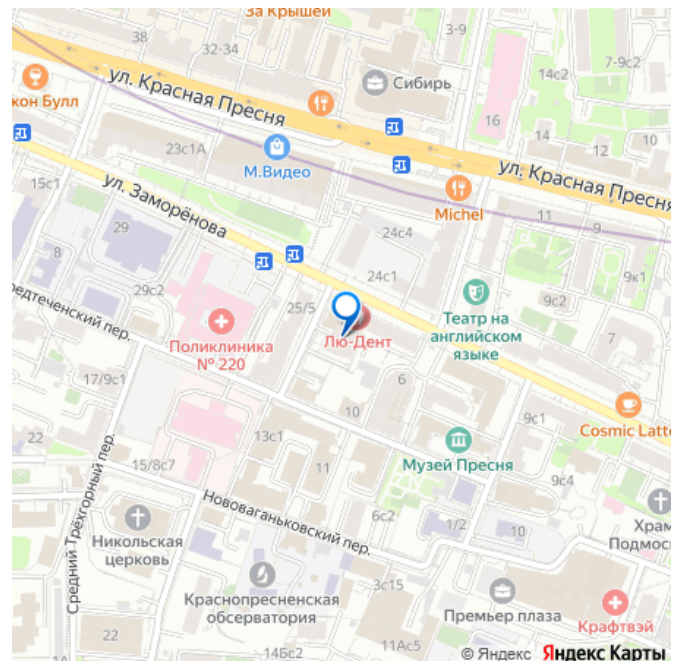 За Крышей
38
32-34
3-9
7-9с2
14с2
Сибирь
ул. Красная Пресня
жон Булл
16
14
12
10
23с1А
М.Видео
ул. Красная Пресня
15с1
ул. Заморёнова
Michel
11
9
29
24с4
8
9к1
24с1
29с2
9с2
25/5
Театр на
английском
языке
7
редтеченский пер.
Поликлиника
№ 220
Лю-Дент
6
17/9с1
10
Cosmic Latte
9с1
22
13с1
Музей Пресня
15/8с7
11
9с4
Средний Трёхгорный пер.
Нововаганьковский пер.
6с2
1/2
10
Никольская
церковь
Храм
Подмос
Краснопресненская
обсерватория
3с15
Премьер плаза
Крафтвэй
22
14Бс2
11Ас5
© Яндекс Яндекс Карты